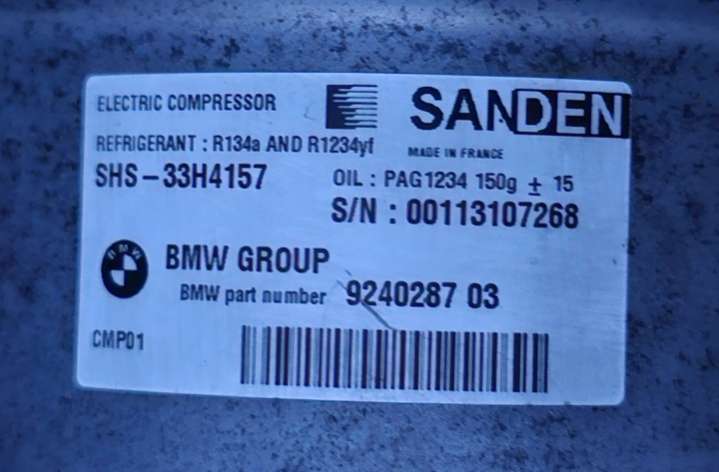 ELECTRIC COMPRESSOR
SANDEN
REFRIGERANT : R134a AND R1234yf
MADE IN FRANCE
SHS-33H4157
OIL : PAG1234 150g ± 15
S/N : 00113107268
BMW
BMW GROUP
BMW part number 9240287 03
CMP01